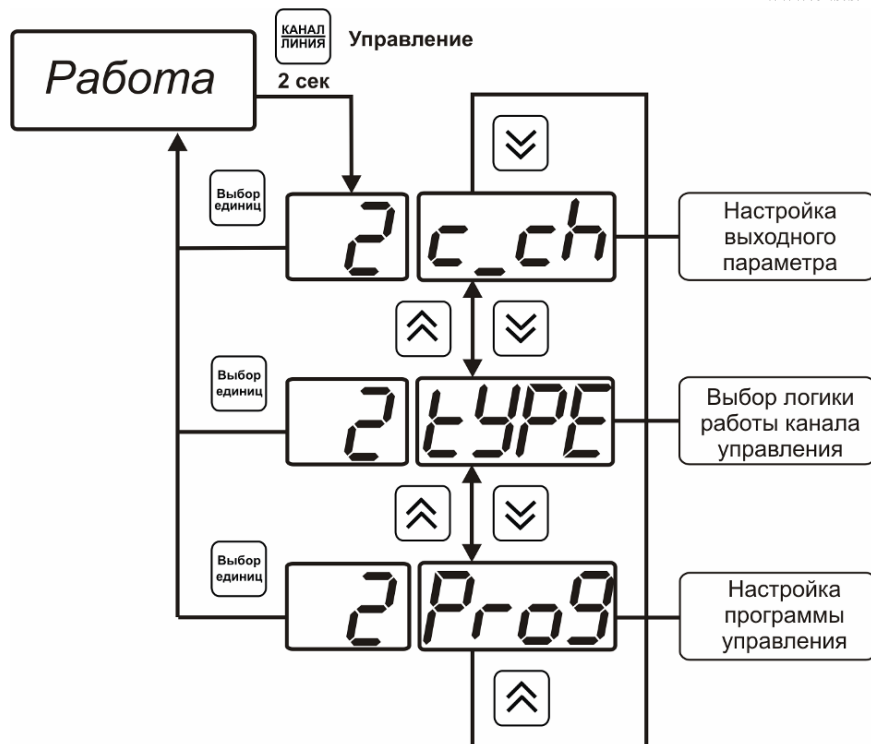 КАНАЛ
ЛИНИЯ
Управление
Работа
2 сек
Выбор
единиц
2
c_ch
Настройка
выходного
параметра
Выбор
единиц
2
tYPE
Выбор логики
работы канала
управления
Выбор
единиц
2
Prog
Настройка
программы
управления